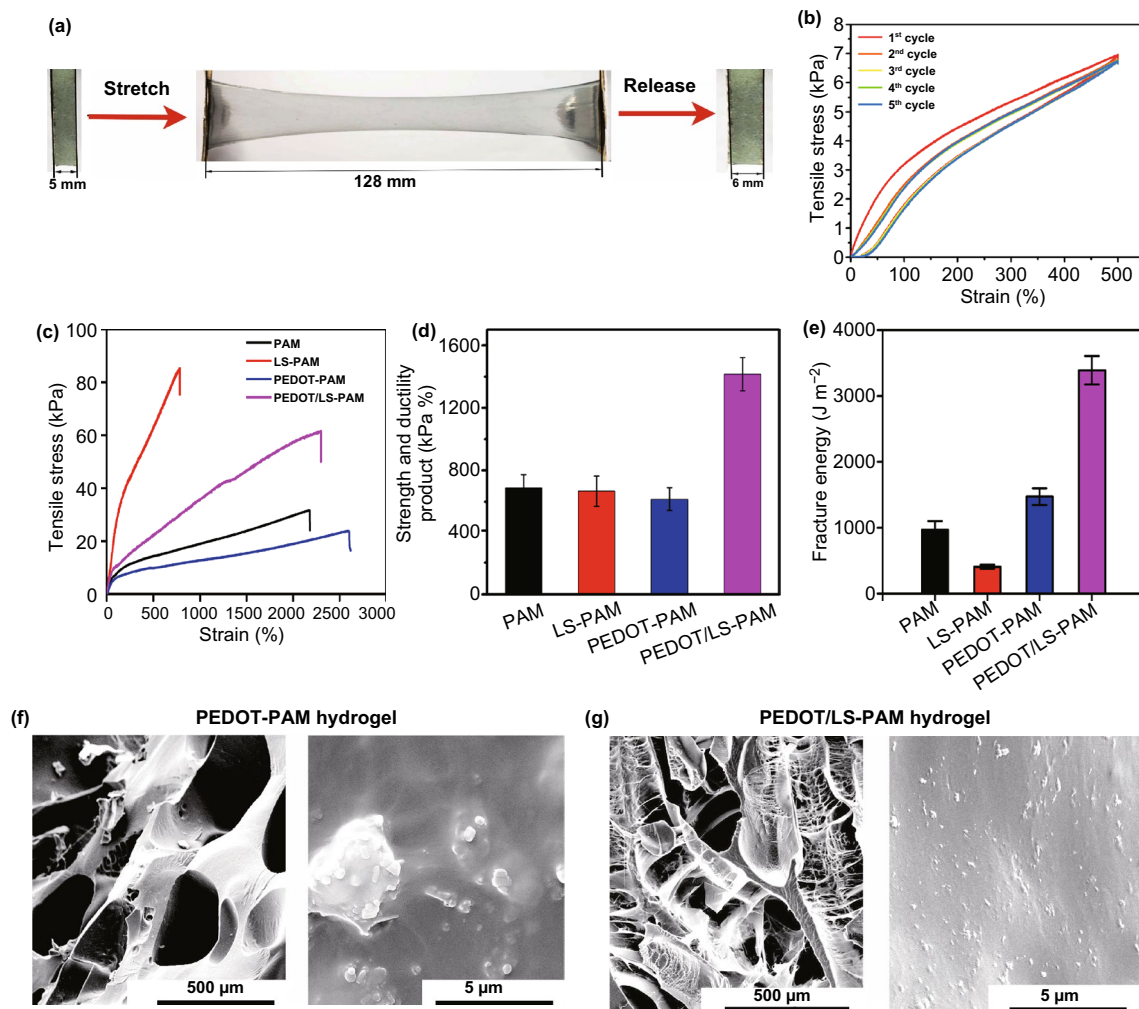 (a)
Stretch
Release
5 mm
128 mm
6 mm
(b)
8
7
6
5
4
3
2
1
0
Tensile stress (kPa)
1st cycle
2nd cycle
3rd cycle
4th cycle
5th cycle
0 100 200 300 400 500
Strain (%)
(c)
100
80
60
40
20
0
Tensile stress (kPa)
PAM
LS-PAM
PEDOT-PAM
PEDOT/LS-PAM
0 500 1000 1500 2000 2500 3000
Strain (%)
(d)
1600
1200
800
400
0
Strength and ductility
product (kPa %)
PAM
LS-PAM
PEDOT-PAM
PEDOT/LS-PAM
(e)
4000
3000
2000
1000
0
Fracture energy (J m⁻²)
PAM
LS-PAM
PEDOT-PAM
PEDOT/LS-PAM
(f)
PEDOT-PAM hydrogel
500 µm
5 µm
(g)
PEDOT/LS-PAM hydrogel
500 µm
5 µm